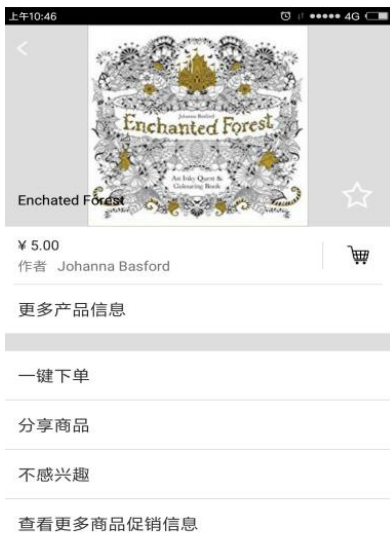 上午10:46
4G
Johanna Basford
Enchanted Forest
An Inky Quest &
Colouring Book
Enchated Forest
¥ 5.00
作者 Johanna Basford
更多产品信息
一键下单
分享商品
不感兴趣
查看更多商品促销信息